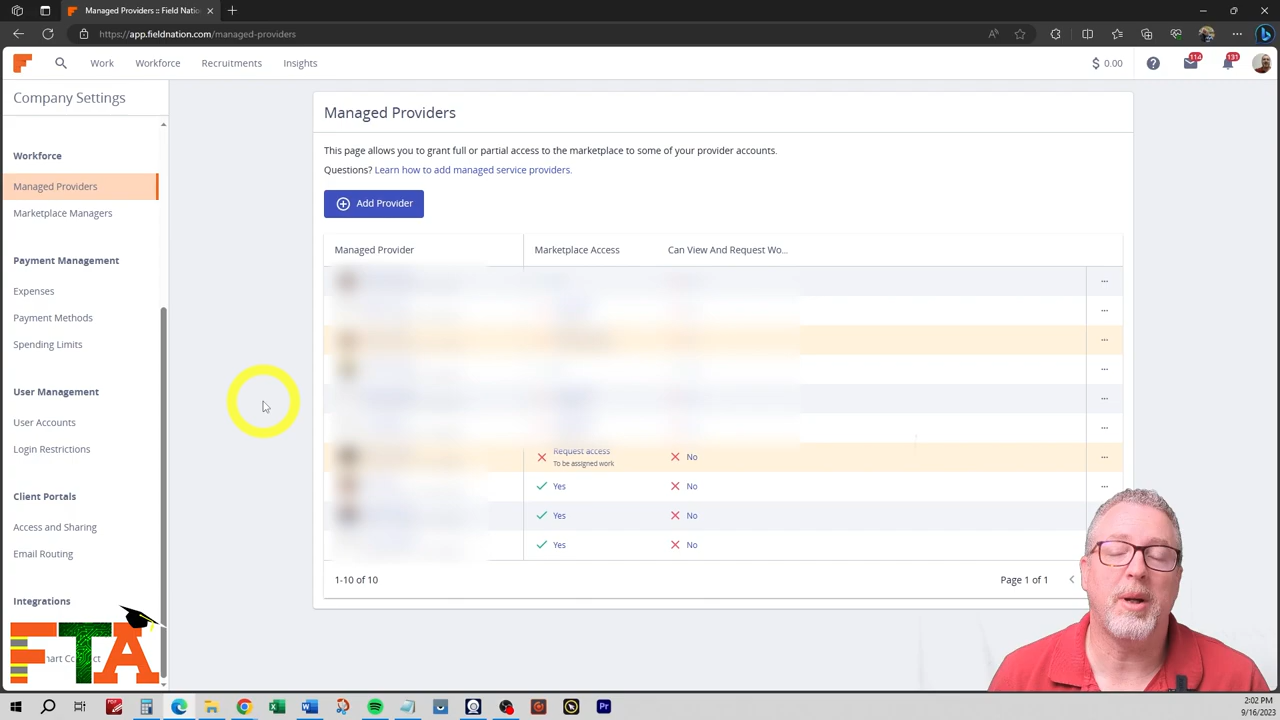 Managed Providers :: Field Natio
https://app.fieldnation.com/managed-providers
Work
Workforce
Recruitments
Insights
$ 0.00
114
131
Company Settings
Workforce
Managed Providers
Marketplace Managers
Payment Management
Expenses
Payment Methods
Spending Limits
User Management
User Accounts
Login Restrictions
Client Portals
Access and Sharing
Email Routing
Integrations
FTA
Managed Providers
This page allows you to grant full or partial access to the marketplace to some of your provider accounts.
Questions? Learn how to add managed service providers.
Add Provider
Managed Provider
Marketplace Access
Can View And Request Wo...
Request access
To be assigned work
No
Yes
No
Yes
No
Yes
No
1-10 of 10
Page 1 of 1
2:02 PM
9/16/2023